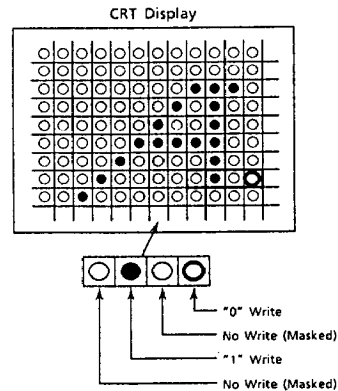 CRT Display
"0" Write
No Write (Masked)
"1" Write
No Write (Masked)